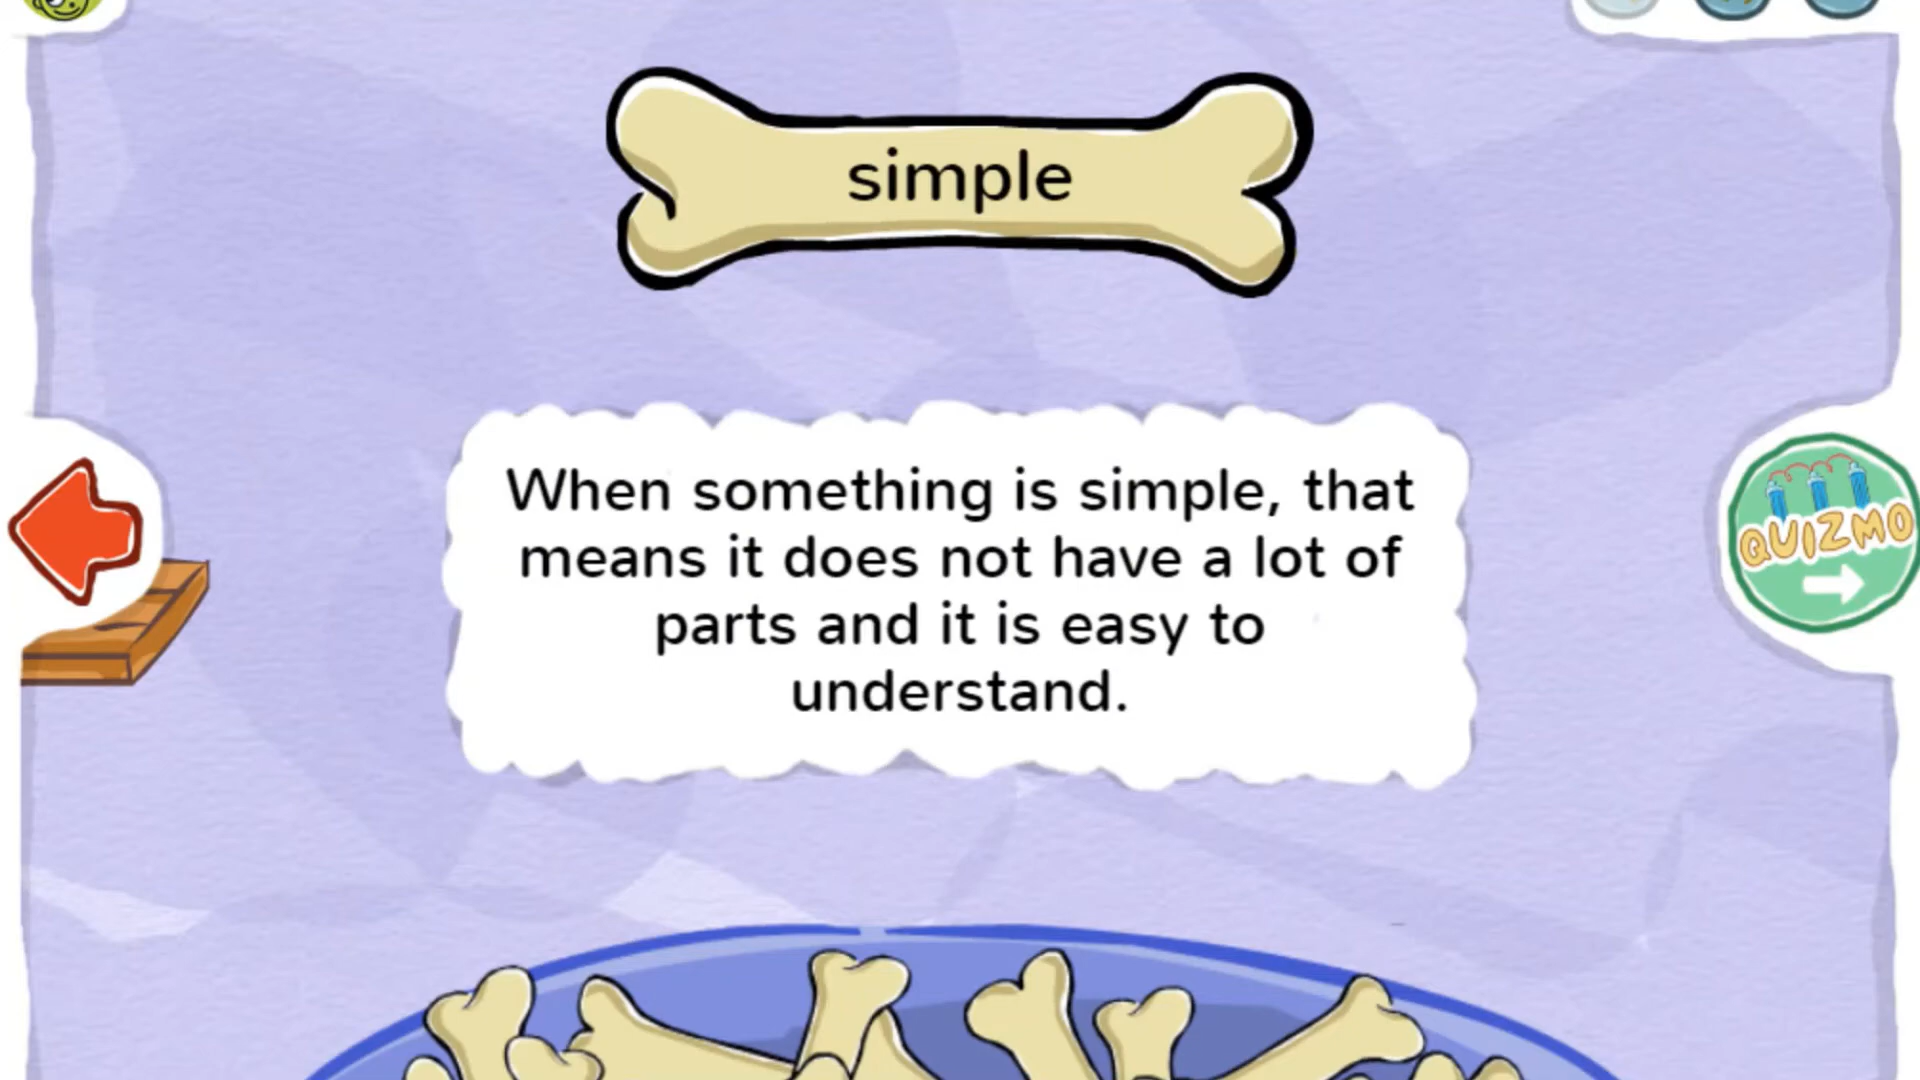 simple
When something is simple, that
means it does not have a lot of
parts and it is easy to
understand.
QUIZMO